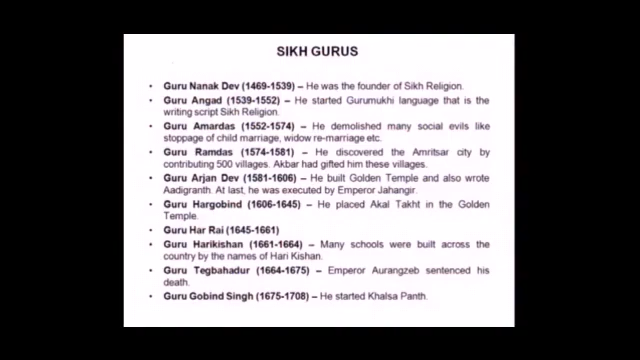 SIKH GURUS
• Guru Nanak Dev (1469-1539) – He was the founder of Sikh Religion.
• Guru Angad (1539-1552) – He started Gurumukhi language that is the
writing script Sikh Religion.
• Guru Amardas (1552-1574) – He demolished many social evils like
stoppage of child marriage, widow re-marriage etc.
• Guru Ramdas (1574-1581) – He discovered the Amritsar city by
contributing 500 villages. Akbar had gifted him these villages.
• Guru Arjan Dev (1581-1606) – He built Golden Temple and also wrote
Aadigranth. At last, he was executed by Emperor Jahangir.
• Guru Hargobind (1606-1645) – He placed Akal Takht in the Golden
Temple.
• Guru Har Rai (1645-1661)
• Guru Harikishan (1661-1664) – Many schools were built across the
country by the names of Hari Kishan.
• Guru Tegbahadur (1664-1675) – Emperor Aurangzeb sentenced his
death.
• Guru Gobind Singh (1675-1708) – He started Khalsa Panth.